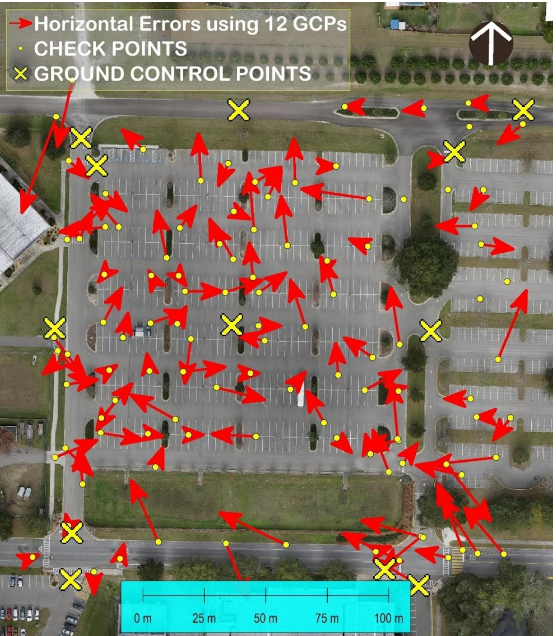 Horizontal Errors using 12 GCPs
CHECK POINTS
GROUND CONTROL POINTS
0 m 25 m 50 m 75 m 100 m